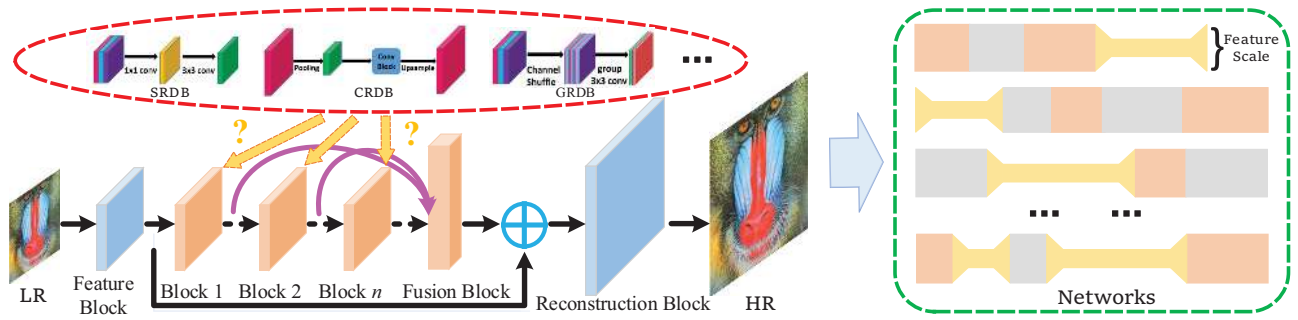 1x1 conv
3x3 conv
SRDB
Pooling
Conv
Block
Upsample
CRDB
Channel
Shuffle
group
3x3 conv
GRDB
...
?
?
LR
Feature
Block
Block 1
Block 2
Block n
Fusion Block
Reconstruction Block
HR
Feature
Scale
... ...
Networks